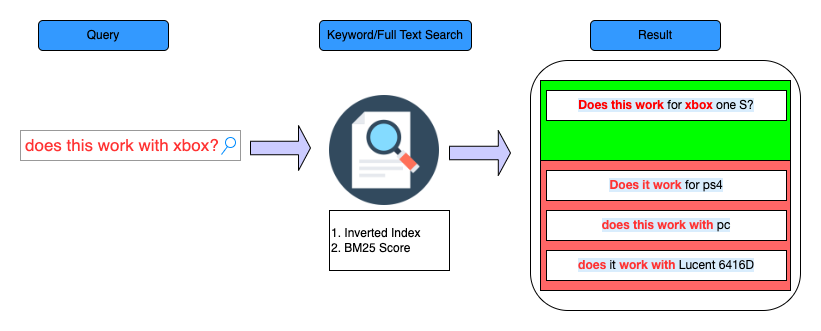 Query
Keyword/Full Text Search
Result
does this work with xbox?
1. Inverted Index
2. BM25 Score
Does this work for xbox one S?
Does it work for ps4
does this work with pc
does it work with Lucent 6416D